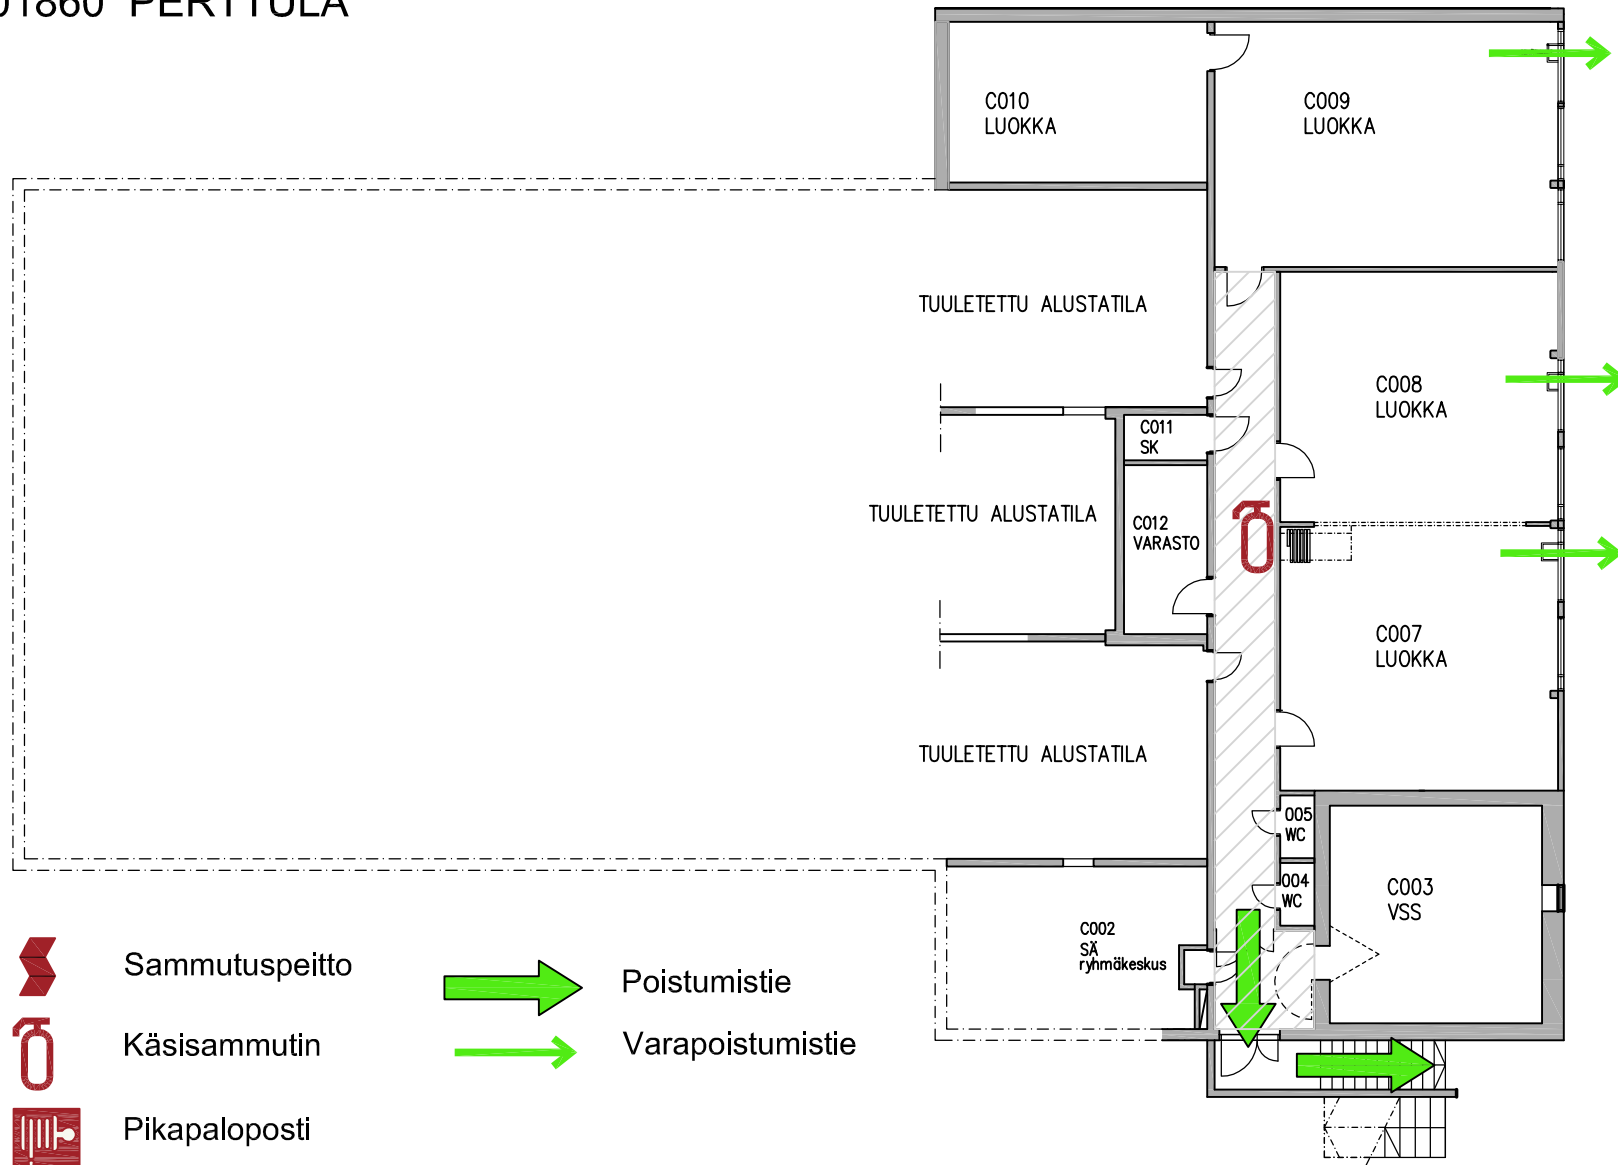 01860 PERTTULA
C010
LUOKKA
C009
LUOKKA
TUULETETTU ALUSTATILA
C008
LUOKKA
C011
SK
TUULETETTU ALUSTATILA
C012
VARASTO
C007
LUOKKA
TUULETETTU ALUSTATILA
005
WC
004
WC
C003
VSS
C002
SÄ
ryhmäkeskus
Sammutuspeitto
Poistumistie
Käsisammutin
Varapoistumistie
Pikapaloposti